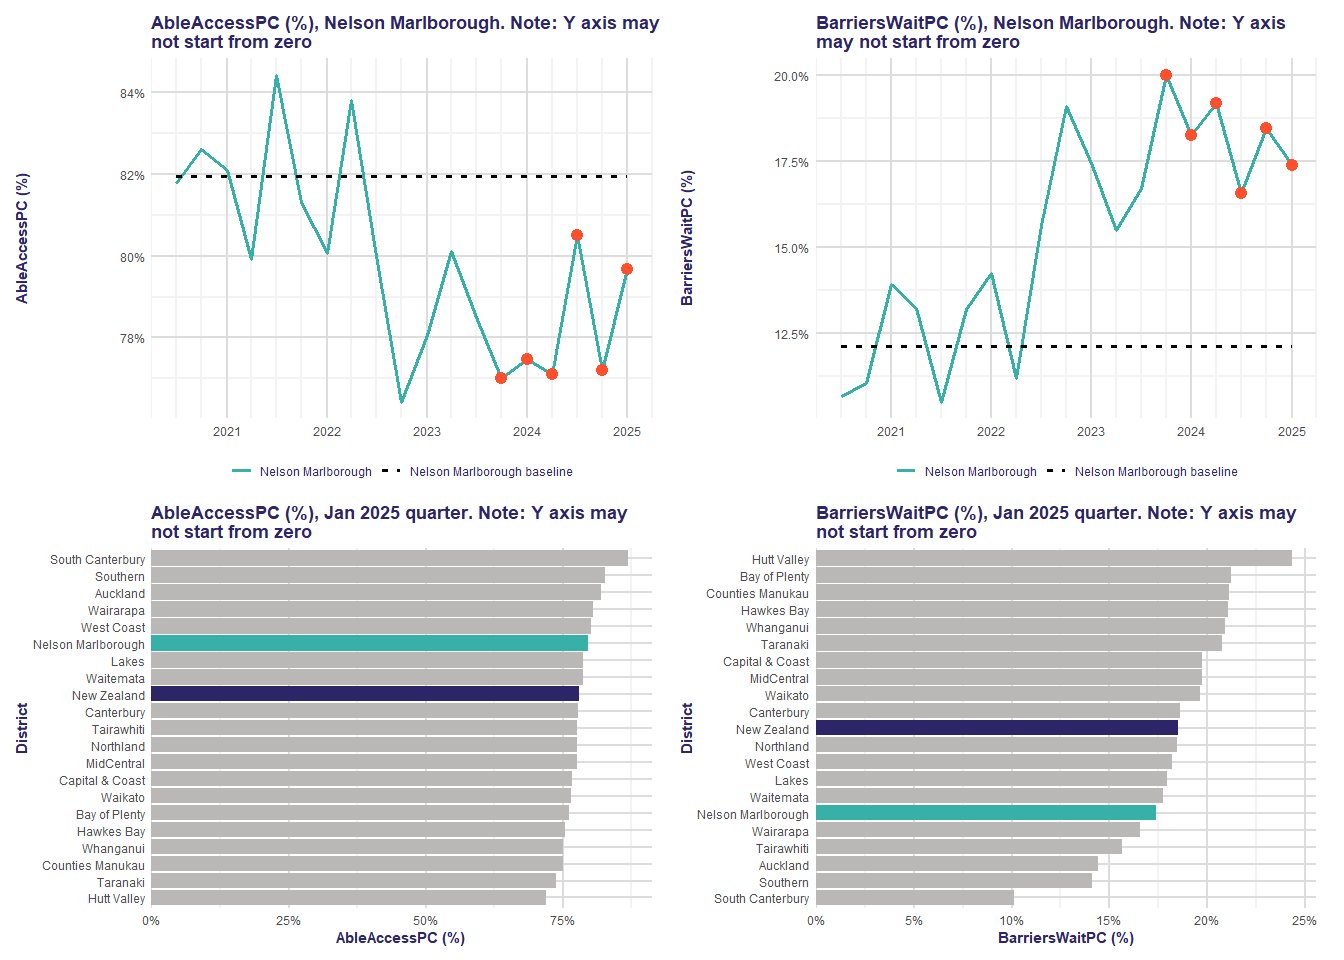 AbleAccessPC (%), Nelson Marlborough. Note: Y axis may
not start from zero
AbleAccessPC (%)
84%
82%
80%
78%
2021
2022
2023
2024
2025
Nelson Marlborough
Nelson Marlborough baseline
BarriersWaitPC (%), Nelson Marlborough. Note: Y axis
may not start from zero
BarriersWaitPC (%)
20.0%
17.5%
15.0%
12.5%
2021
2022
2023
2024
2025
Nelson Marlborough
Nelson Marlborough baseline
AbleAccessPC (%), Jan 2025 quarter. Note: Y axis may
not start from zero
District
South Canterbury
Southern
Auckland
Wairarapa
West Coast
Nelson Marlborough
Lakes
Waitemata
New Zealand
Canterbury
Tairawhiti
Northland
MidCentral
Capital & Coast
Waikato
Bay of Plenty
Hawkes Bay
Whanganui
Counties Manukau
Taranaki
Hutt Valley
0%
25%
50%
75%
AbleAccessPC (%)
BarriersWaitPC (%), Jan 2025 quarter. Note: Y axis may
not start from zero
District
Hutt Valley
Bay of Plenty
Counties Manukau
Hawkes Bay
Whanganui
Taranaki
Capital & Coast
MidCentral
Waikato
Canterbury
New Zealand
Northland
West Coast
Lakes
Waitemata
Nelson Marlborough
Wairarapa
Tairawhiti
Auckland
Southern
South Canterbury
0%
5%
10%
15%
20%
25%
BarriersWaitPC (%)